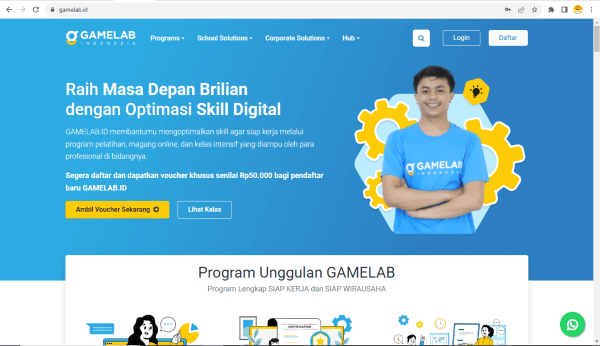 gamelab.id
GAMELAB
INDONESIA
Programs
School Solutions
Corporate Solutions
Hub
Login
Daftar
Raih Masa Depan Brilian
dengan Optimasi Skill Digital
GAMELAB.ID membantumu mengoptimalkan skill agar siap kerja melalui
program pelatihan, magang online, dan kelas intensif yang diampu oleh para
profesional di bidangnya.
Segera daftar dan dapatkan voucher khusus senilai Rp50.000 bagi pendaftar
baru GAMELAB.ID
Ambil Voucher Sekarang
Lihat Kelas
GAMELAB
INDONESIA
Program Unggulan GAMELAB
Program Lengkap SIAP KERJA dan SIAP WIRAUSAHA
CERTIFICATION